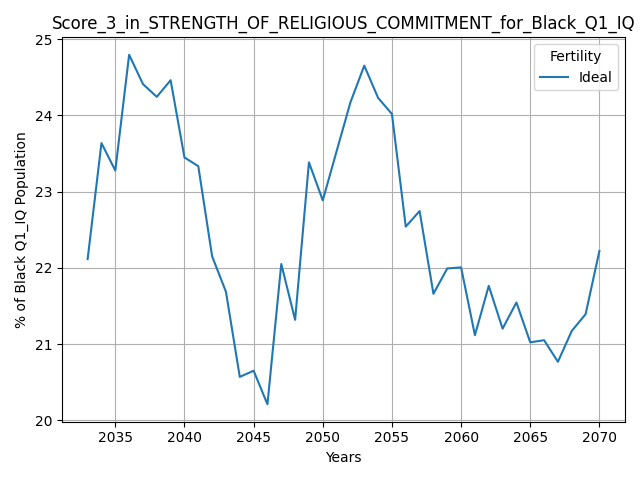 Score_3_in_STRENGTH_OF_RELIGIOUS_COMMITMENT_for_Black_Q1_IQ
25
24
23
22
21
20
% of Black Q1_IQ Population
Fertility
Ideal
2035 2040 2045 2050 2055 2060 2065 2070
Years